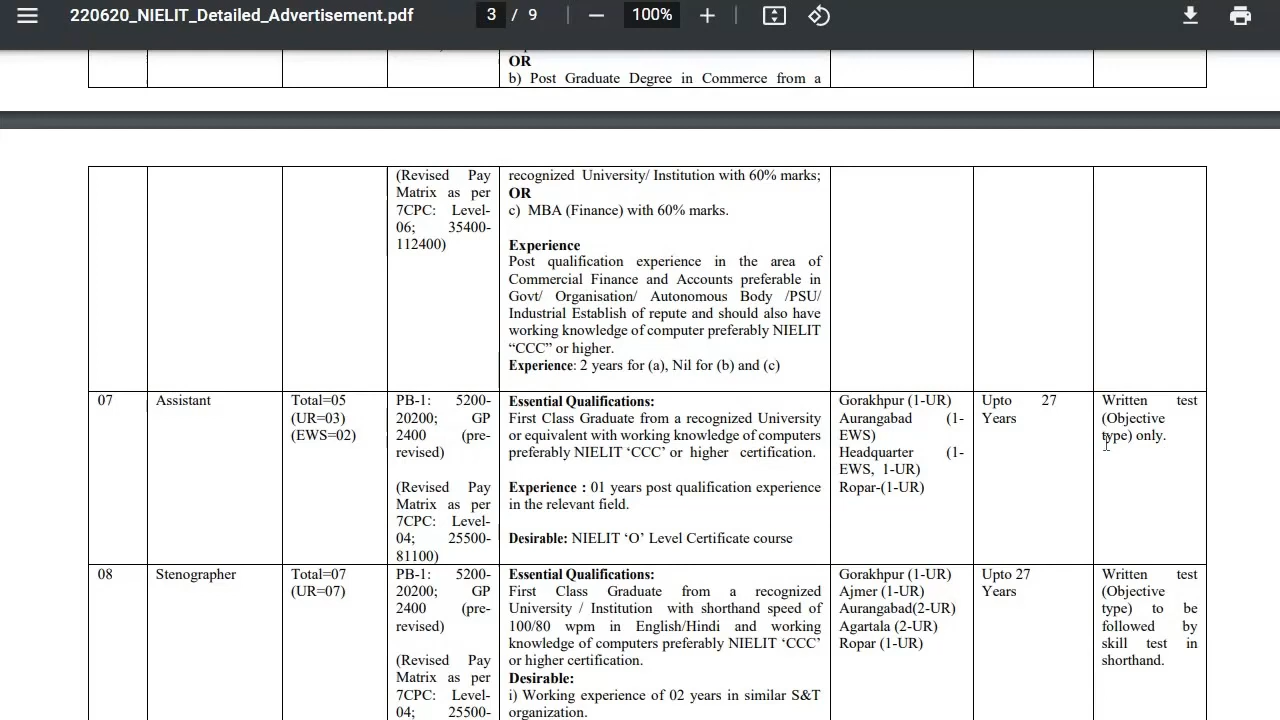 220620_NIELIT_Detailed_Advertisement.pdf
3 / 9
100%
OR
b) Post Graduate Degree in Commerce from a
(Revised Pay
Matrix as per
7CPC: Level-
06; 35400-
112400)
recognized University/ Institution with 60% marks;
OR
c) MBA (Finance) with 60% marks.
Experience
Post qualification experience in the area of
Commercial Finance and Accounts preferable in
Govt/ Organisation/ Autonomous Body /PSU/
Industrial Establish of repute and should also have
working knowledge of computer preferably NIELIT
“CCC” or higher.
Experience: 2 years for (a), Nil for (b) and (c)
07
Assistant
Total=05
(UR=03)
(EWS=02)
PB-1: 5200-
20200; GP
2400 (pre-
revised)
(Revised Pay
Matrix as per
7CPC: Level-
04; 25500-
81100)
Essential Qualifications:
First Class Graduate from a recognized University
or equivalent with working knowledge of computers
preferably NIELIT ‘CCC’ or higher certification.
Experience : 01 years post qualification experience
in the relevant field.
Desirable: NIELIT ‘O’ Level Certificate course
Gorakhpur (1-UR)
Aurangabad (1-
EWS)
Headquarter (1-
EWS, 1-UR)
Ropar-(1-UR)
Upto 27
Years
Written test
(Objective
type) only.
08
Stenographer
Total=07
(UR=07)
PB-1: 5200-
20200; GP
2400 (pre-
revised)
(Revised Pay
Matrix as per
7CPC: Level-
04; 25500-
Essential Qualifications:
First Class Graduate from a recognized
University / Institution with shorthand speed of
100/80 wpm in English/Hindi and working
knowledge of computers preferably NIELIT ‘CCC’
or higher certification.
Desirable:
i) Working experience of 02 years in similar S&T
organization.
Gorakhpur (1-UR)
Ajmer (1-UR)
Aurangabad(2-UR)
Agartala (2-UR)
Ropar (1-UR)
Upto 27
Years
Written test
(Objective
type) to be
followed by
skill test in
shorthand.